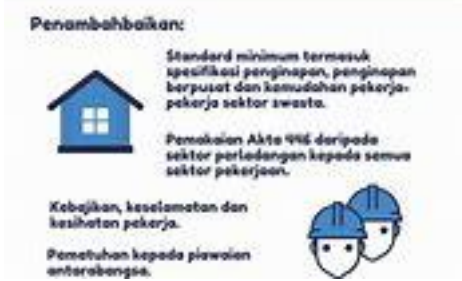 Penambahbaikan:
Standard minimum termasuk
spesifikasi penginapan, penginapan
berpusat dan kemudahan pekerja-
pekerja sektor swasta.
Pemakaian Akta 446 daripada
sektor perladangan kepada semua
sektor pekerjaan.
Kebajikan, keselamatan dan
kesihatan pekerja.
Pematuhan kepada piawaian
antarabangsa.